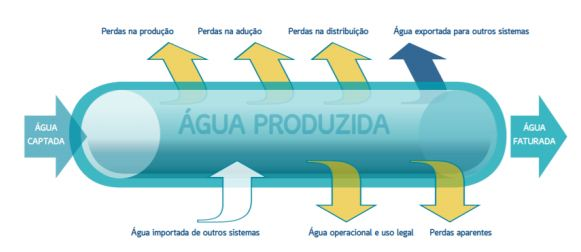 Perdas na produção
Perdas na adução
Perdas na distribuição
Água exportada para outros sistemas
ÁGUA PRODUZIDA
ÁGUA
CAPTADA
ÁGUA
FATURADA
Água importada de outros sistemas
Água operacional e uso legal
Perdas aparentes